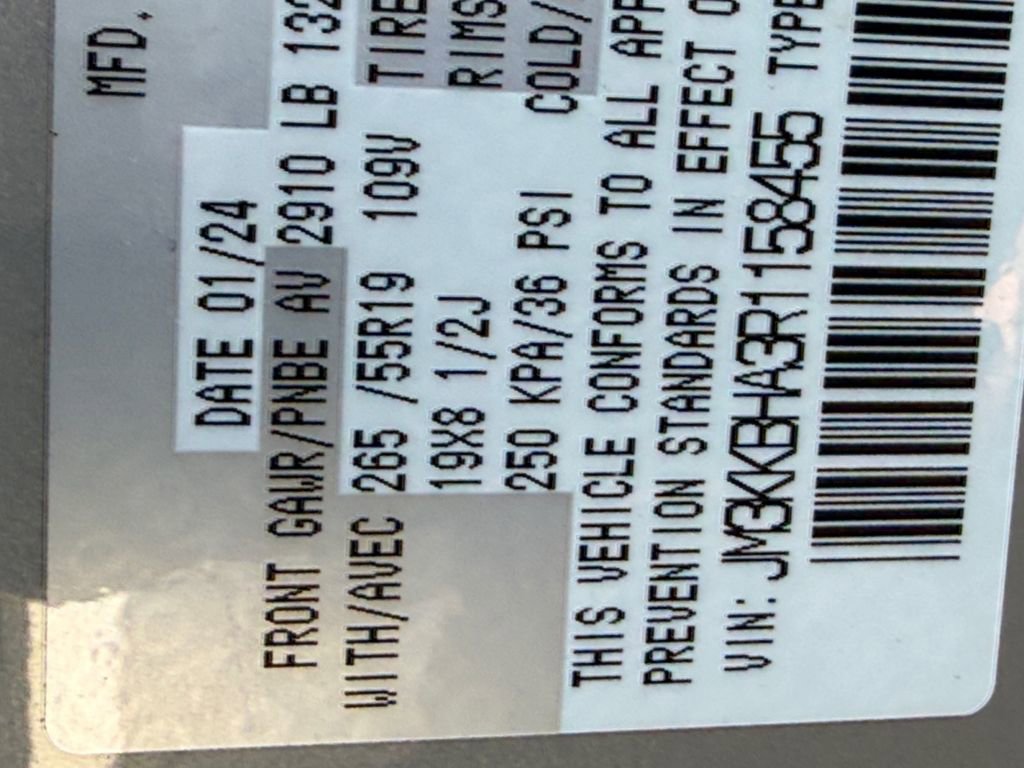 MFD.
DATE 01/24
FRONT GAWR/PNBE AV 2910 LB 132
WITH/AVEC 265 /55R19 109V TIRE
19X8 1/2J RIMS
250 KPA/36 PSI COLD/
THIS VEHICLE CONFORMS TO ALL APP
PREVENTION STANDARDS IN EFFECT O
VIN: JM3KKBHA3R1158455 TYPE